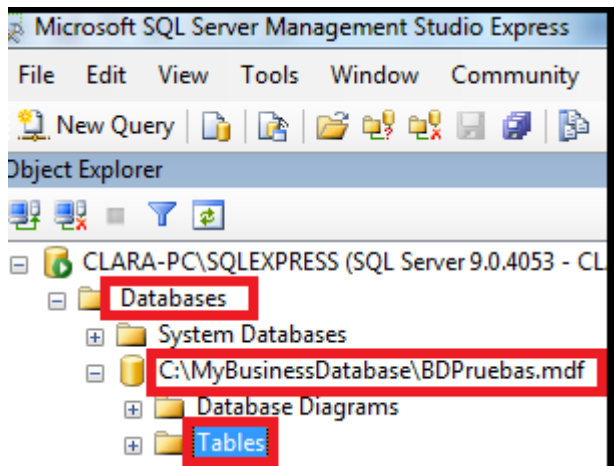 Microsoft SQL Server Management Studio Express
File Edit View Tools Window Community
New Query
Object Explorer
CLARA-PC\SQLEXPRESS (SQL Server 9.0.4053 - CL
Databases
System Databases
C:\MyBusinessDatabase\BDPruebas.mdf
Database Diagrams
Tables